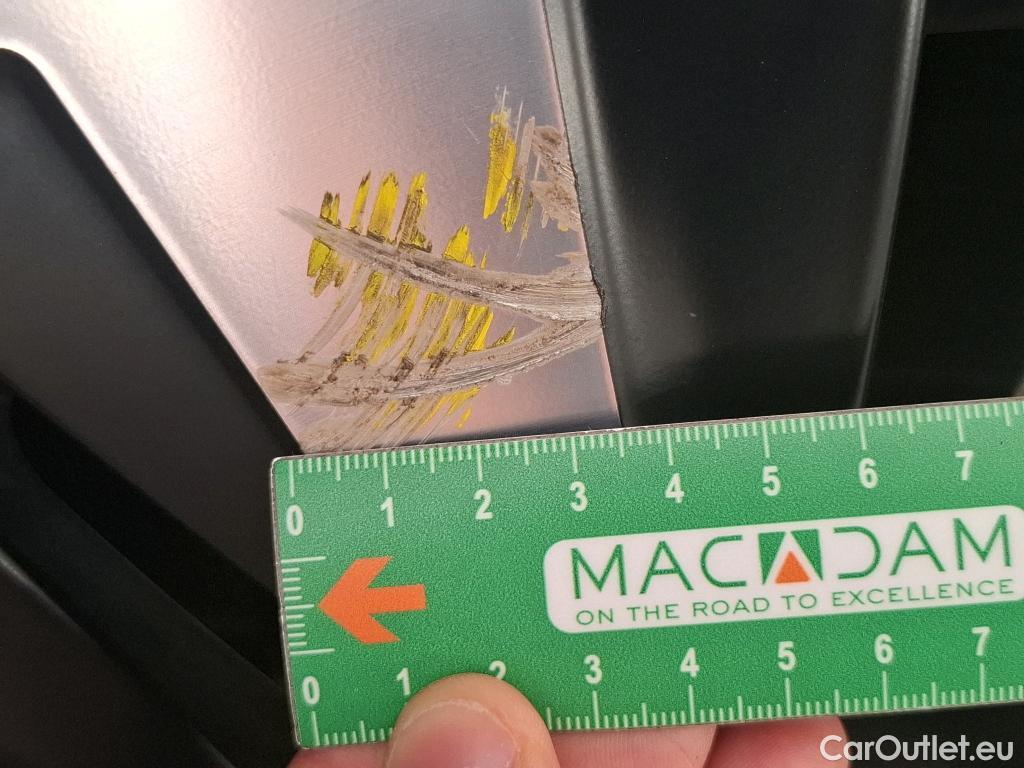 0 1 2 3 4 5 6 7
MACADAM
ON THE ROAD TO EXCELLENCE
0 1 2 3 4 5 6 7
CarOutlet.eu